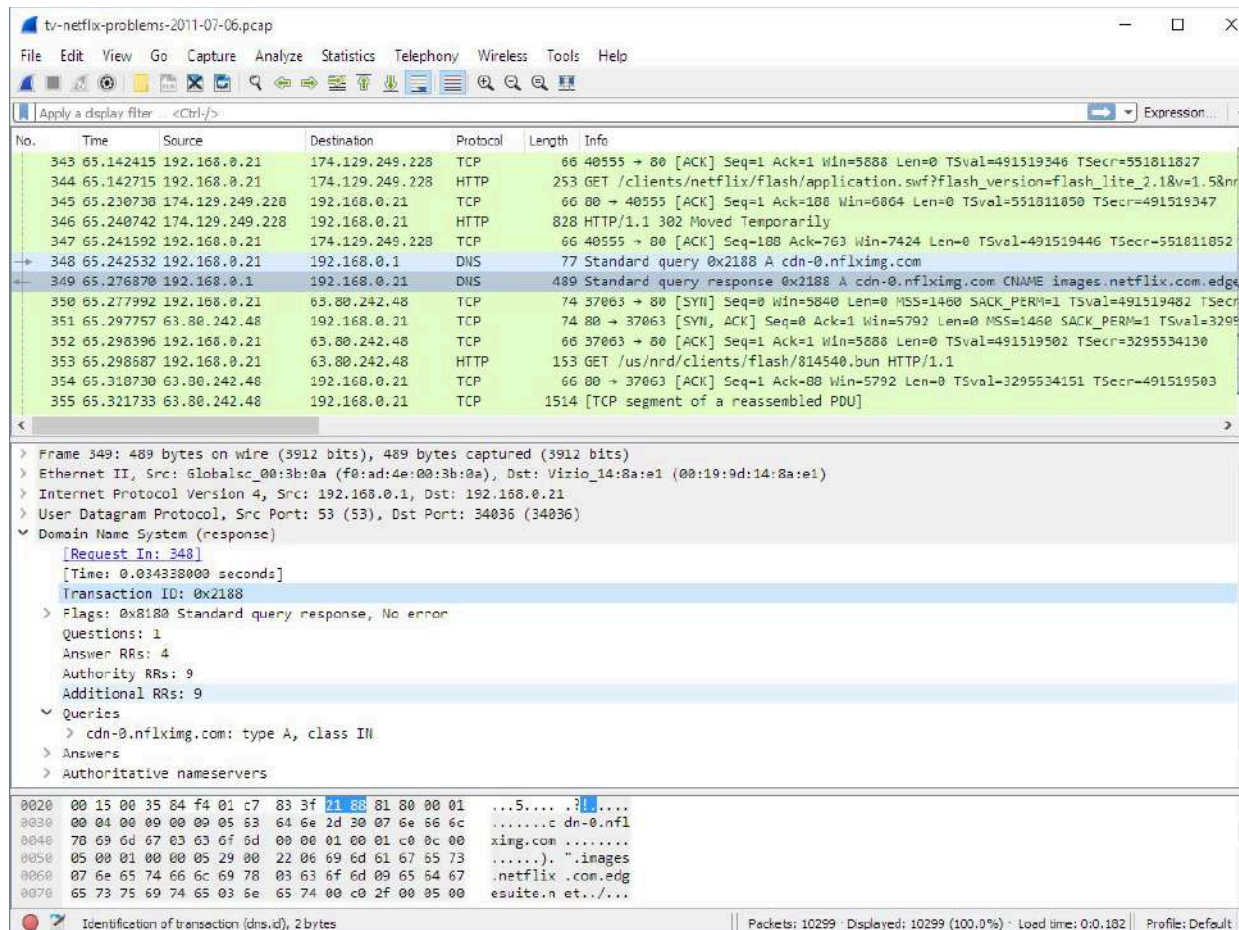 tv-netflix-problems-2011-07-06.pcap
File Edit View Go Capture Analyze Statistics Telephony Wireless Tools Help
Apply a display filter ... <Ctrl-/> Expression...
No. Time Source Destination Protocol Length Info
343 65.142415 192.168.0.21 174.129.249.228 TCP 66 40555 → 80 [ACK] Seq=1 Ack=1 Win=5888 Len=0 TSval=491519346 TSecr=551811827
344 65.142715 192.168.0.21 174.129.249.228 HTTP 253 GET /clients/netflix/flash/application.swf?flash_version=flash_lite_2.1&v=1.5&nr
345 65.230738 174.129.249.228 192.168.0.21 TCP 66 80 → 40555 [ACK] Seq=1 Ack=188 Win=6864 Len=0 TSval=551811850 TSecr=491519347
346 65.240742 174.129.249.228 192.168.0.21 HTTP 828 HTTP/1.1 302 Moved Temporarily
347 65.241592 192.168.0.21 174.129.249.228 TCP 66 40555 → 80 [ACK] Seq=188 Ack=763 Win=7424 Len=0 TSval=491519446 TSecr=551811852
348 65.242532 192.168.0.21 192.168.0.1 DNS 77 Standard query 0x2188 A cdn-0.nflximg.com
349 65.276870 192.168.0.1 192.168.0.21 DNS 489 Standard query response 0x2188 A cdn-0.nflximg.com CNAME images.netflix.com.edge
350 65.277992 192.168.0.21 63.80.242.48 TCP 74 37063 → 80 [SYN] Seq=0 Win=5840 Len=0 MSS=1460 SACK_PERM=1 TSval=491519482 TSecr
351 65.297757 63.80.242.48 192.168.0.21 TCP 74 80 → 37063 [SYN, ACK] Seq=0 Ack=1 Win=5792 Len=0 MSS=1460 SACK_PERM=1 TSval=3295
352 65.298396 192.168.0.21 63.80.242.48 TCP 66 37063 → 80 [ACK] Seq=1 Ack=1 Win=5888 Len=0 TSval=491519502 TSecr=3295534130
353 65.298687 192.168.0.21 63.80.242.48 HTTP 153 GET /us/nrd/clients/flash/814540.bun HTTP/1.1
354 65.318730 63.80.242.48 192.168.0.21 TCP 66 80 → 37063 [ACK] Seq=1 Ack=88 Win=5792 Len=0 TSval=3295534151 TSecr=491519503
355 65.321733 63.80.242.48 192.168.0.21 TCP 1514 [TCP segment of a reassembled PDU]
Frame 349: 489 bytes on wire (3912 bits), 489 bytes captured (3912 bits)
Ethernet II, Src: Globalsc_00:3b:0a (f0:ad:4e:00:3b:0a), Dst: Vizio_14:8a:e1 (00:19:9d:14:8a:e1)
Internet Protocol Version 4, Src: 192.168.0.1, Dst: 192.168.0.21
User Datagram Protocol, Src Port: 53 (53), Dst Port: 34036 (34036)
Domain Name System (response)
[Request In: 348]
[Time: 0.034338000 seconds]
Transaction ID: 0x2188
Flags: 0x8180 Standard query response, No error
Questions: 1
Answer RRs: 4
Authority RRs: 9
Additional RRs: 9
Queries
cdn-0.nflximg.com: type A, class IN
Answers
Authoritative nameservers
0020 00 15 00 35 84 f4 01 c7 83 3f 21 88 81 80 00 01 ...5.... .?!.....
0030 00 04 00 09 00 09 05 63 64 6e 2d 30 07 6e 66 6c .......c dn-0.nfl
0040 78 69 6d 67 03 63 6f 6d 00 00 01 00 01 c0 0c 00 ximg.com ........
0050 05 00 01 00 00 05 29 00 22 06 69 6d 61 67 65 73 ......). ".images
0060 07 6e 65 74 66 6c 69 78 03 63 6f 6d 09 65 64 67 .netflix .com.edg
0070 65 73 75 69 74 65 03 6e 65 74 00 c0 2f 00 05 00 esuite.n et../...
Identification of transaction (dns.id), 2 bytes Packets: 10299 · Displayed: 10299 (100.0%) · Load time: 0:0.182 Profile: Default